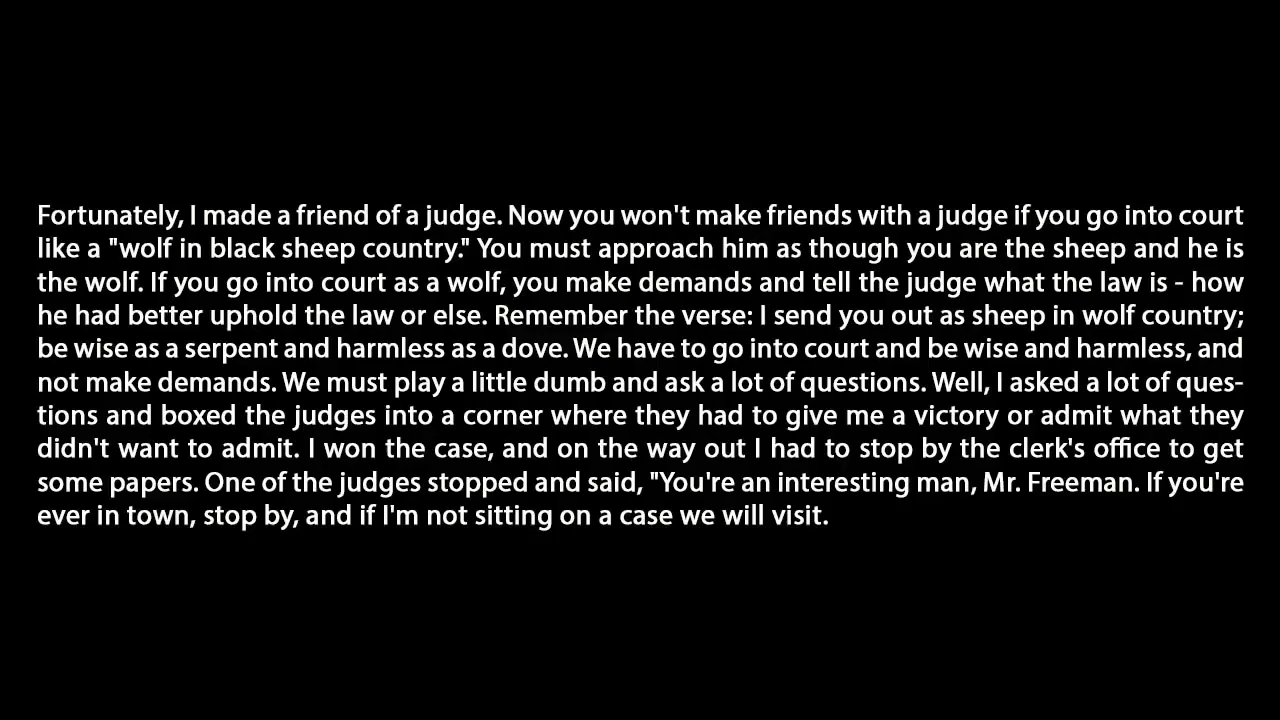 Fortunately, I made a friend of a judge. Now you won't make friends with a judge if you go into court
like a "wolf in black sheep country." You must approach him as though you are the sheep and he is
the wolf. If you go into court as a wolf, you make demands and tell the judge what the law is - how
he had better uphold the law or else. Remember the verse: I send you out as sheep in wolf country;
be wise as a serpent and harmless as a dove. We have to go into court and be wise and harmless, and
not make demands. We must play a little dumb and ask a lot of questions. Well, I asked a lot of ques-
tions and boxed the judges into a corner where they had to give me a victory or admit what they
didn't want to admit. I won the case, and on the way out I had to stop by the clerk's office to get
some papers. One of the judges stopped and said, "You're an interesting man, Mr. Freeman. If you're
ever in town, stop by, and if I'm not sitting on a case we will visit.